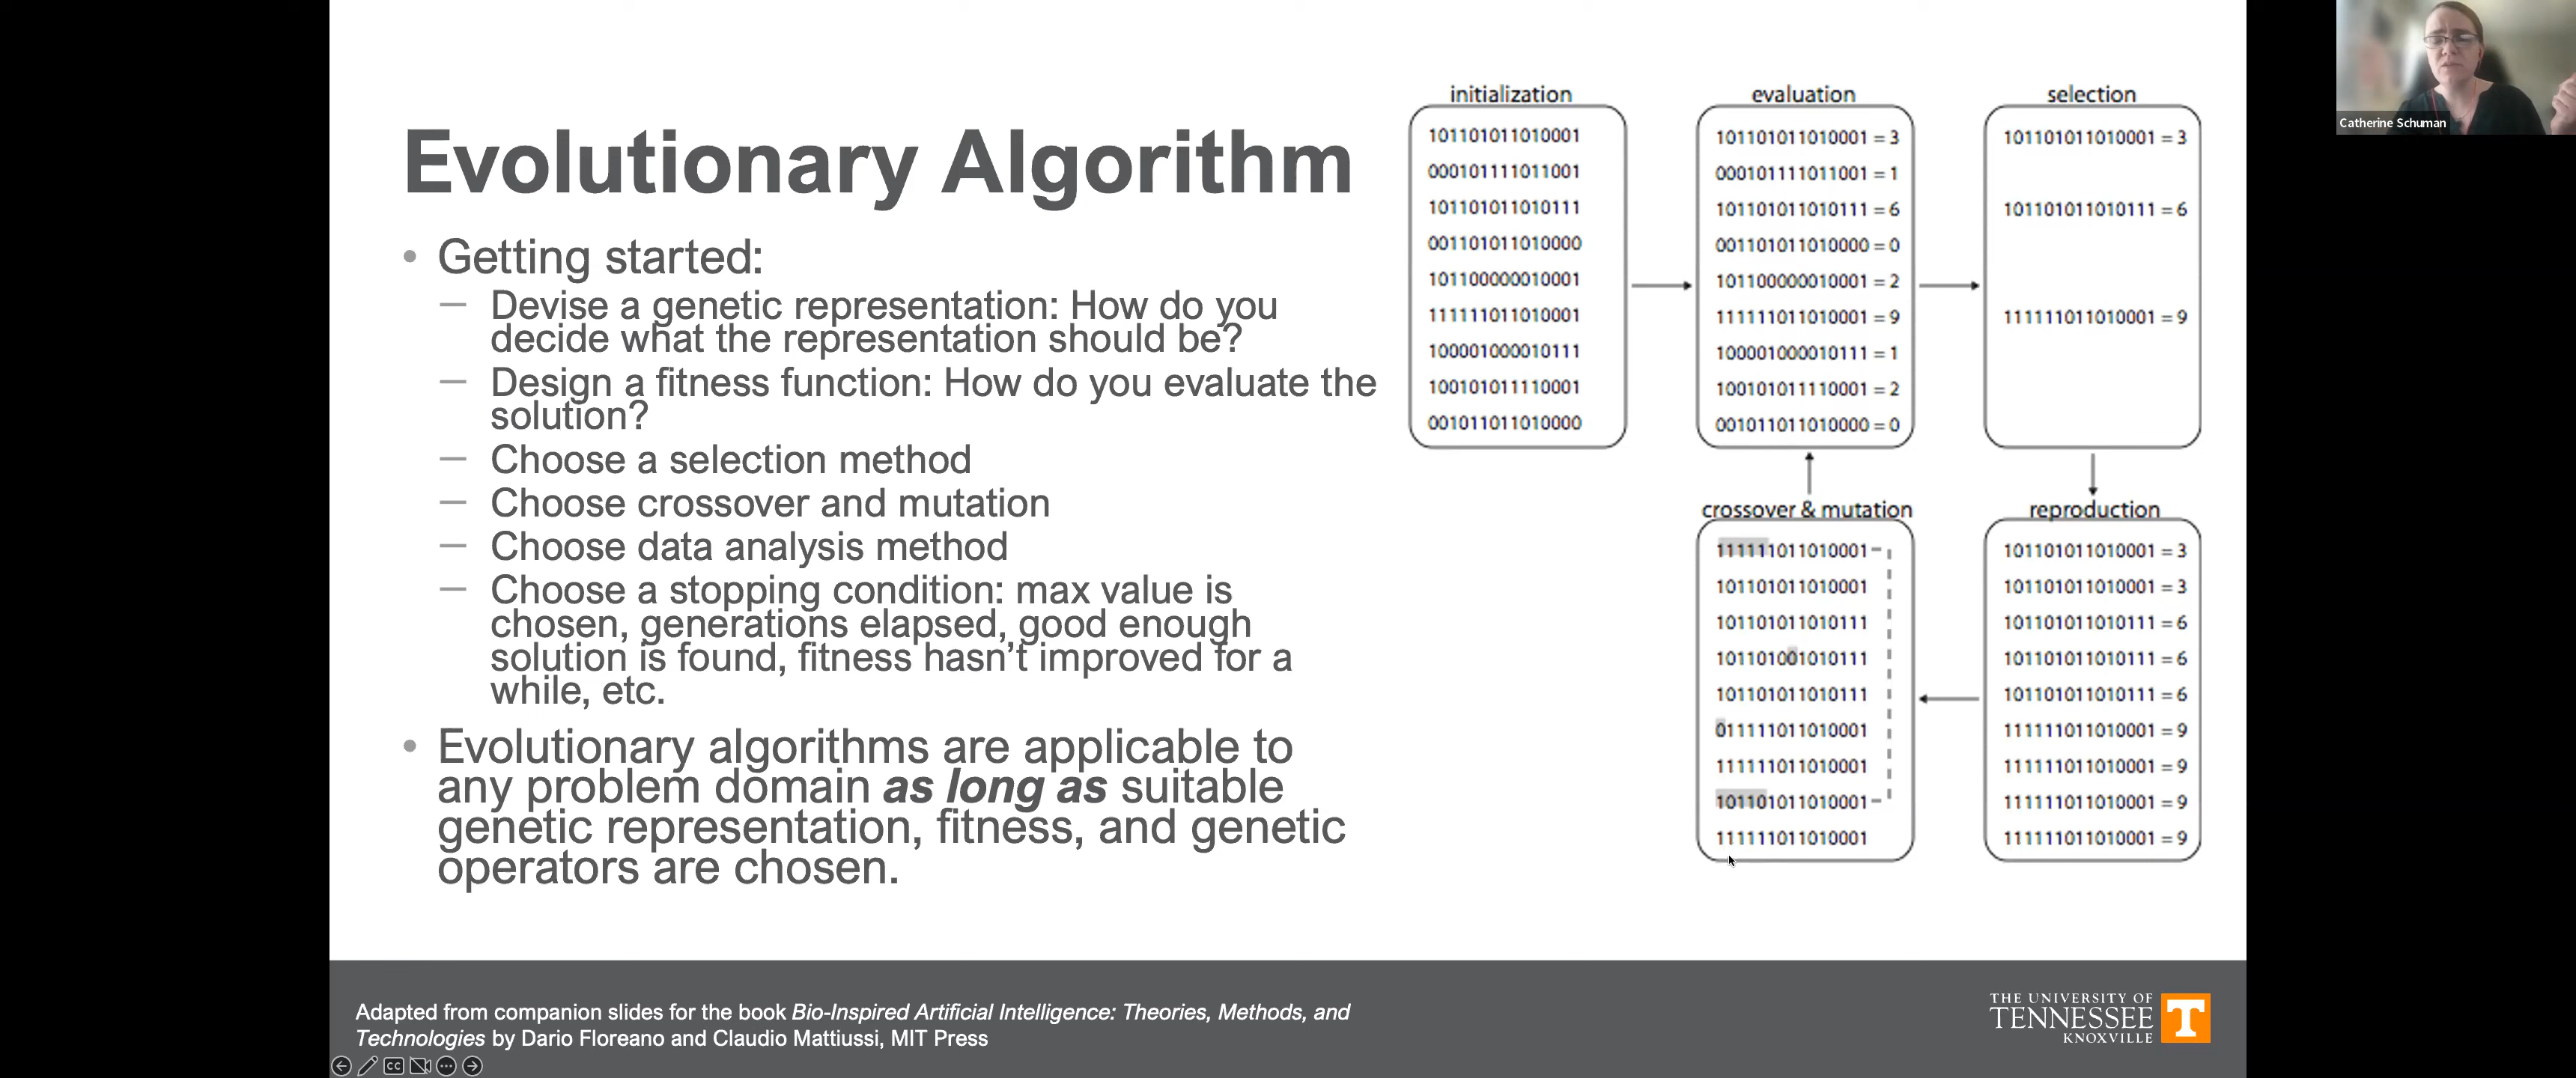 Evolutionary Algorithm
• Getting started:
– Devise a genetic representation: How do you
decide what the representation should be?
– Design a fitness function: How do you evaluate the
solution?
– Choose a selection method
– Choose crossover and mutation
– Choose data analysis method
– Choose a stopping condition: max value is
chosen, generations elapsed, good enough
solution is found, fitness hasn't improved for a
while, etc.
• Evolutionary algorithms are applicable to
any problem domain as long as suitable
genetic representation, fitness, and genetic
operators are chosen.
initialization
101101011010001
000101111011001
101101011010111
001101011010000
101100000010001
111111011010001
100001000010111
100101011110001
001011011010000
evaluation
101101011010001 = 3
000101111011001 = 1
101101011010111 = 6
001101011010000 = 0
101100000010001 = 2
111111011010001 = 9
100001000010111 = 1
100101011110001 = 2
001011011010000 = 0
selection
101101011010001 = 3
101101011010111 = 6
111111011010001 = 9
crossover & mutation
111111011010001
101101011010001
101101011010111
101101001010111
101101011010111
011111011010001
111111011010001
101101011010001
111111011010001
reproduction
101101011010001 = 3
101101011010001 = 3
101101011010111 = 6
101101011010111 = 6
101101011010111 = 6
111111011010001 = 9
111111011010001 = 9
111111011010001 = 9
111111011010001 = 9
Adapted from companion slides for the book Bio-Inspired Artificial Intelligence: Theories, Methods, and
Technologies by Dario Floreano and Claudio Mattiussi, MIT Press
THE UNIVERSITY OF
TENNESSEE
KNOXVILLE
T
CC
Catherine Schuman